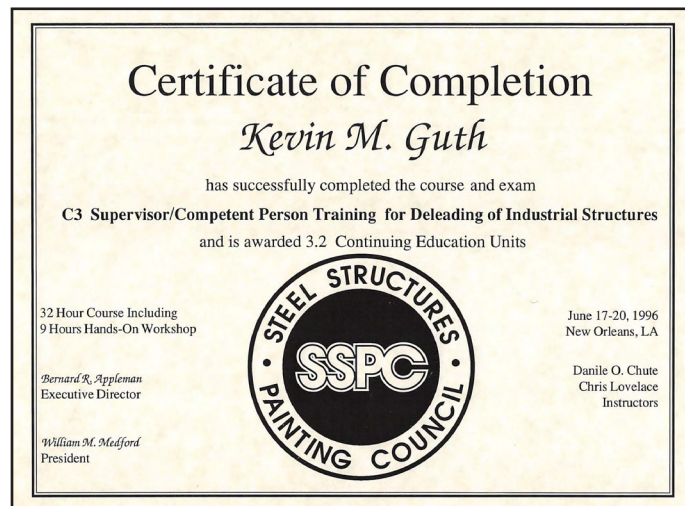 Certificate of Completion
Kevin M. Guth
has successfully completed the course and exam
C3 Supervisor/Competent Person Training for Deleading of Industrial Structures
and is awarded 3.2 Continuing Education Units
32 Hour Course Including
9 Hours Hands-On Workshop
Bernard R. Appleman
Executive Director
William M. Medford
President
STEEL STRUCTURES
SSPC
PAINTING COUNCIL
June 17-20, 1996
New Orleans, LA
Danile O. Chute
Chris Lovelace
Instructors